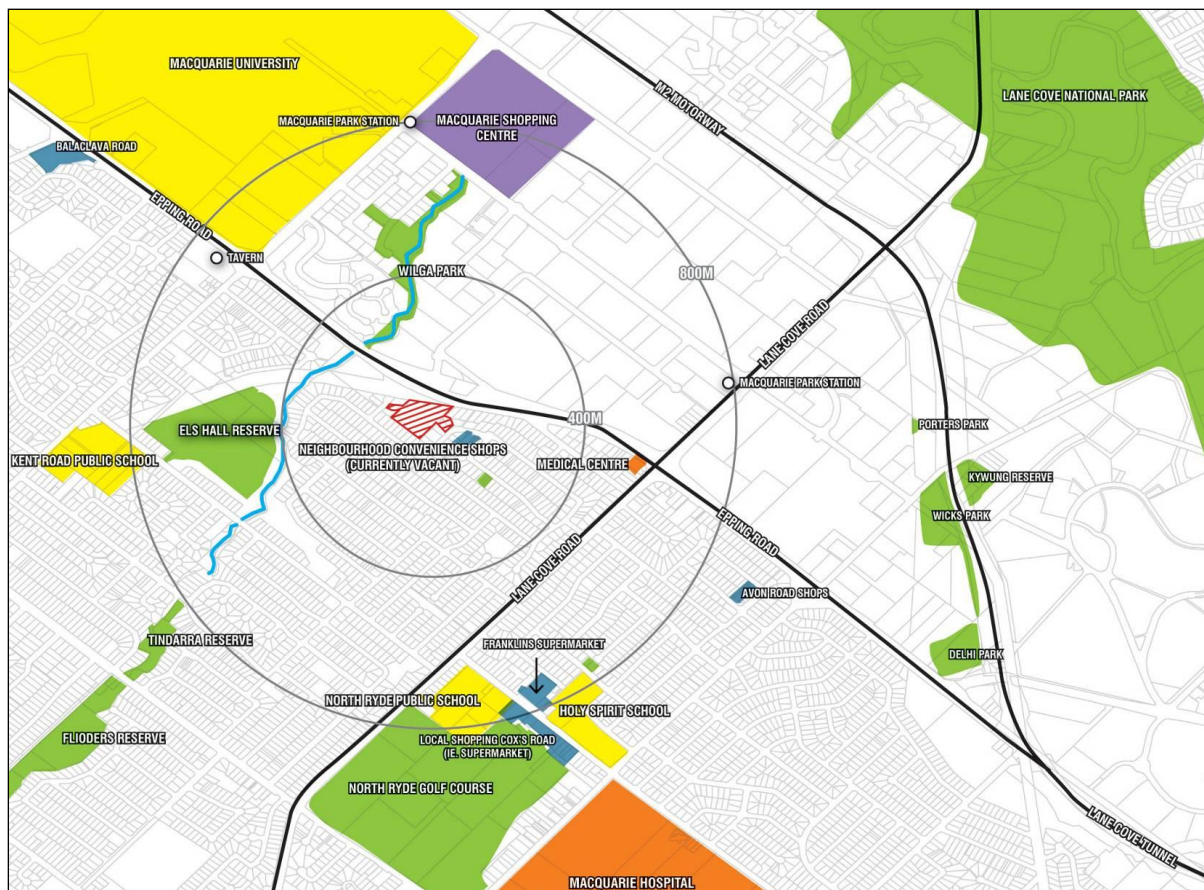 MACQUARIE UNIVERSITY
MACQUARIE PARK STATION
MACQUARIE SHOPPING
CENTRE
M2 MOTORWAY
LANE COVE NATIONAL PARK
BALACLAVA ROAD
EPPING ROAD
TAVERN
WILGA PARK
800M
LANE COVE ROAD
MACQUARIE PARK STATION
400M
ELS HALL RESERVE
NEIGHBOURHOOD CONVENIENCE SHOPS
(CURRENTLY VACANT)
MEDICAL CENTRE
KENT ROAD PUBLIC SCHOOL
PORTERS PARK
KYWUNG RESERVE
WICKS PARK
EPPING ROAD
LANE COVE ROAD
AVON ROAD SHOPS
TINDARRA RESERVE
FRANKLINS SUPERMARKET
DELHI PARK
NORTH RYDE PUBLIC SCHOOL
HOLY SPIRIT SCHOOL
FLIODERS RESERVE
LOCAL SHOPPING COX'S ROAD
(IE. SUPERMARKET)
NORTH RYDE GOLF COURSE
LANE COVE TUNNEL
MACQUARIE HOSPITAL